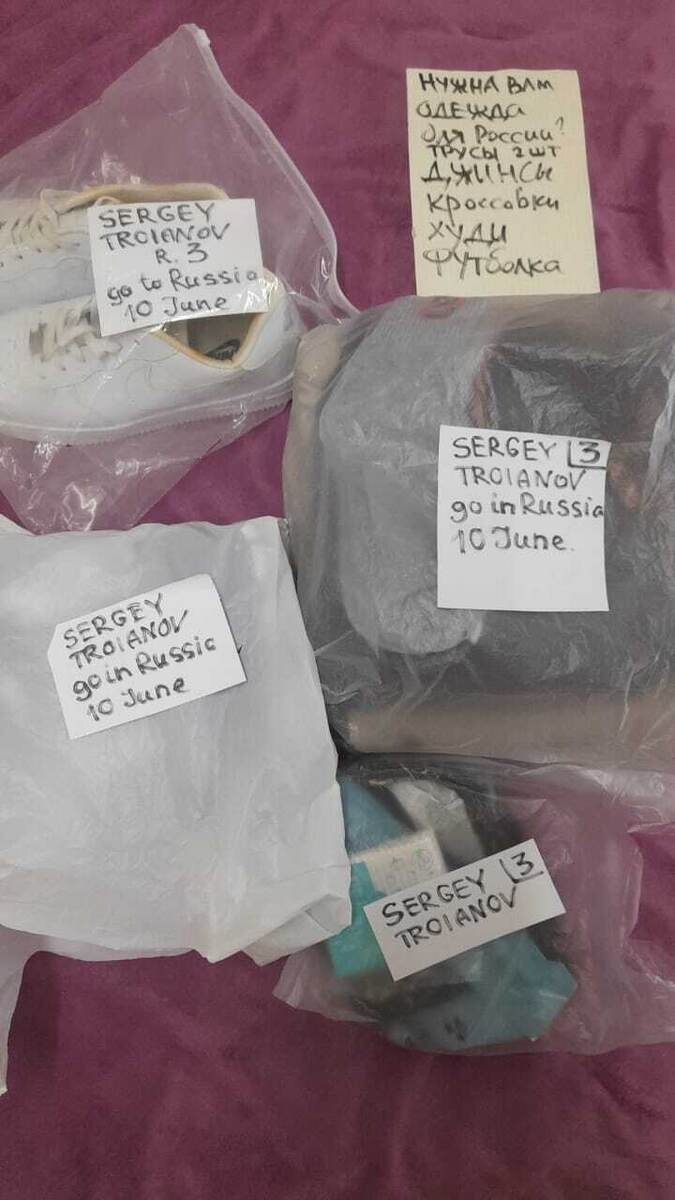 SERGEY
TROIANOV
R. 3
go to Russia
10 June
НУЖНА ВАМ
ОДЕЖДА
для России?
ТРУСЫ 2 ШТ
ДЖИНСЫ
кроссовки
худи
футболка
SERGEY 3
TROIANOV
go in Russia
10 June.
SERGEY
TROIANOV
go in Russia
10 June
SERGEY 3
TROIANOV